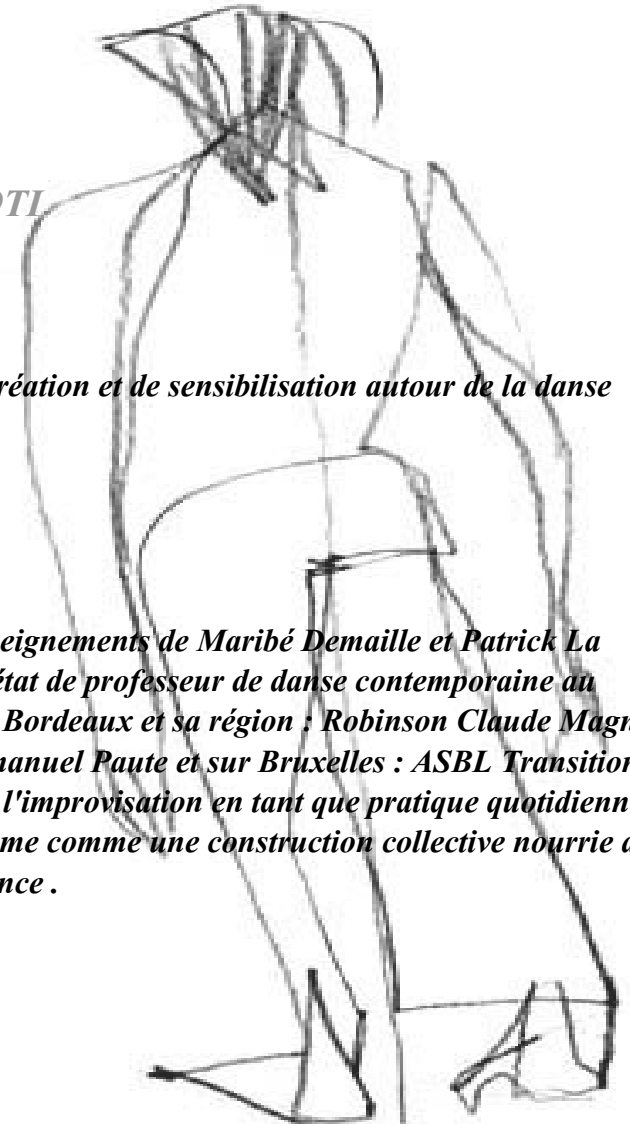 OTI
réation et de sensibilisation autour de la danse
eignements de Maribé Demaille et Patrick La
état de professeur de danse contemporaine au
Bordeaux et sa région : Robinson Claude Magn
manuel Paute et sur Bruxelles : ASBL Transition
l'improvisation en tant que pratique quotidienn
me comme une construction collective nourrie d
nce .